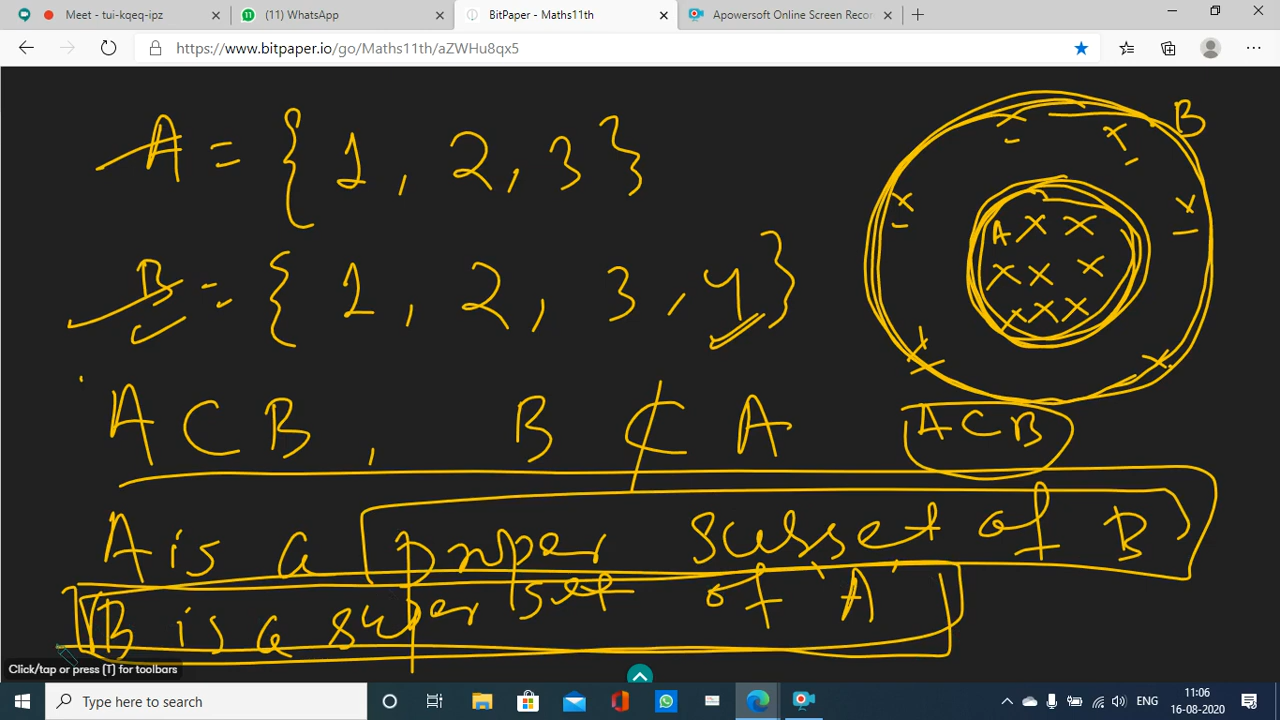 Meet - tui-kqeq-ipz
(11) WhatsApp
BitPaper - Maths11th
Apowersoft Online Screen Recor
https://www.bitpaper.io/go/Maths11th/aZWHu8qx5
A = { 1, 2, 3 }
B = { 1, 2, 3, 4 }
A ⊂ B, B ⊄ A
B
A
A ⊂ B
A is a proper subset of B
B is a super set of A
Click/tap or press [T] for toolbars
Type here to search
ENG
11:06
16-08-2020